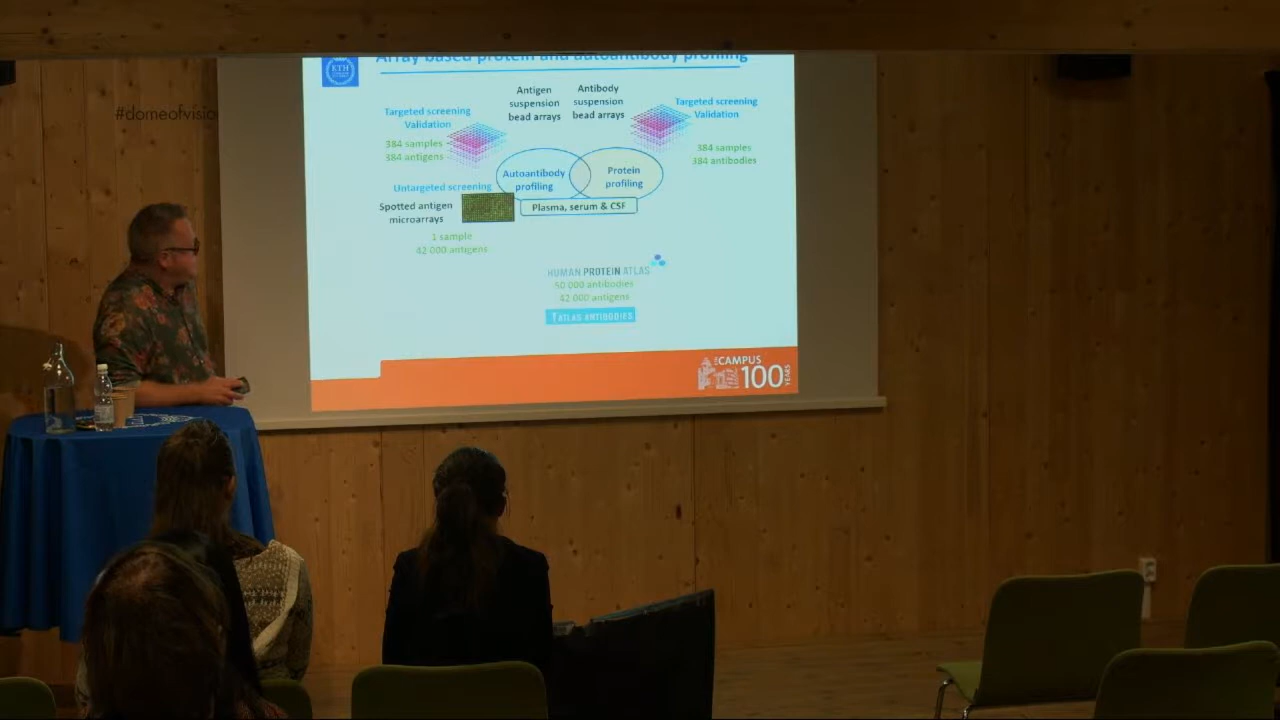 Array based protein and autoantibody profiling
KTH
#domeofvisio
Antigen
suspension
bead arrays
Antibody
suspension
bead arrays
Targeted screening
Validation
384 samples
384 antigens
Targeted screening
Validation
384 samples
384 antibodies
Autoantibody
profiling
Protein
profiling
Plasma, serum & CSF
Untargeted screening
Spotted antigen
microarrays
1 sample
42 000 antigens
HUMAN PROTEIN ATLAS
50 000 antibodies
42 000 antigens
ATLAS ANTIBODIES
CAMPUS
100
YEARS